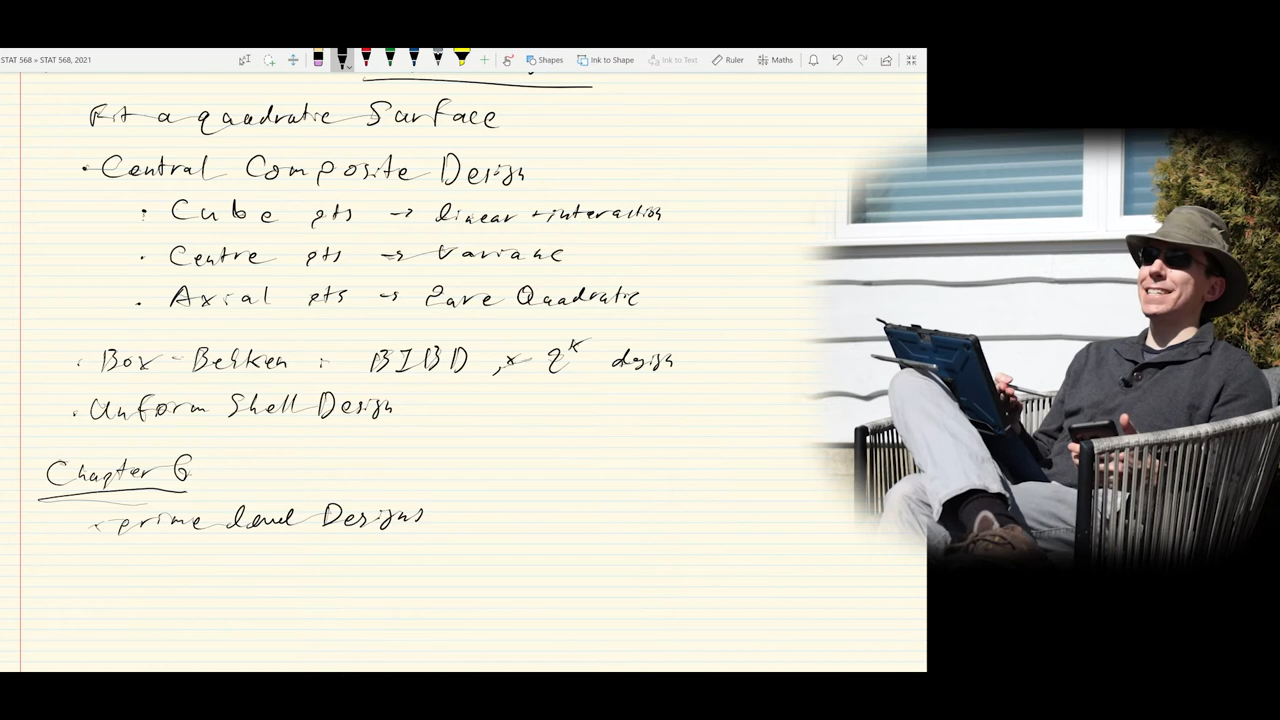 STAT 568 » STAT 568, 2021 Shapes Ink to Shape Ink to Text Ruler Maths
Fit a quadratic Surface
· Central Composite Design
· Cube pts → linear + interaction
· Centre pts → Variance
· Axial pts → Pure Quadratic
· Box-Behken : BIBD × 2^k design
· Uniform Shell Design
Chapter 6
· prime level Designs